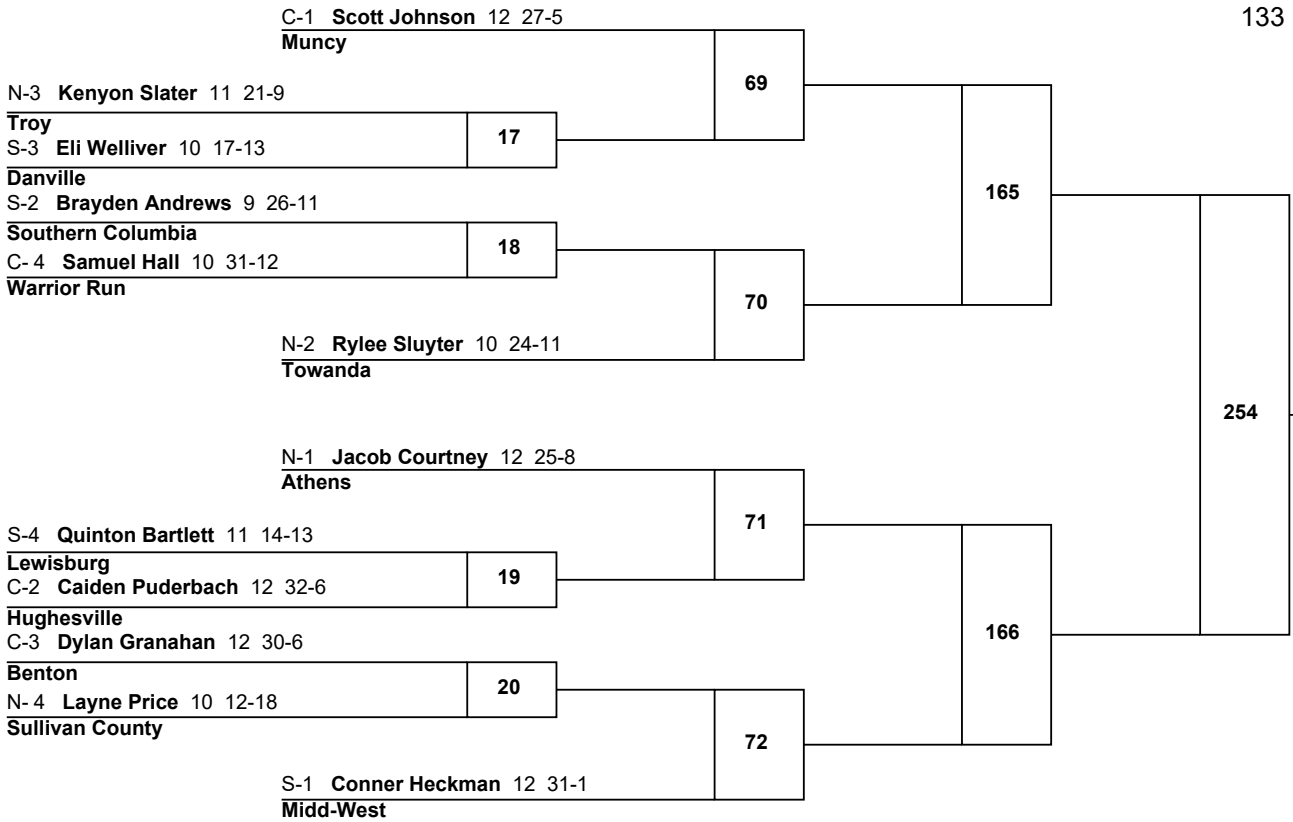 C-1 Scott Johnson 12 27-5
133
Muncy
69
N-3 Kenyon Slater 11 21-9
Troy
17
S-3 Eli Welliver 10 17-13
Danville
S-2 Brayden Andrews 9 26-11
165
Southern Columbia
18
C- 4 Samuel Hall 10 31-12
Warrior Run
70
N-2 Rylee Sluyter 10 24-11
Towanda
254
N-1 Jacob Courtney 12 25-8
Athens
71
S-4 Quinton Bartlett 11 14-13
Lewisburg
19
C-2 Caiden Puderbach 12 32-6
Hughesville
C-3 Dylan Granahan 12 30-6
166
Benton
20
N- 4 Layne Price 10 12-18
Sullivan County
72
S-1 Conner Heckman 12 31-1
Midd-West